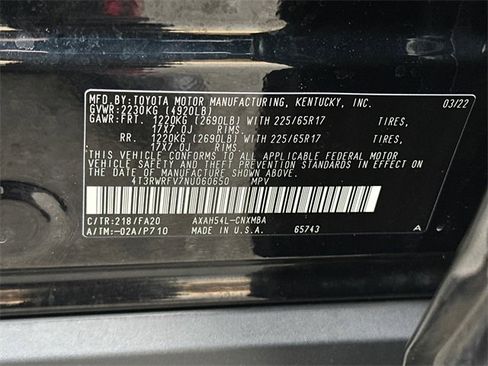 MFD. BY: TOYOTA MOTOR MANUFACTURING, KENTUCKY, INC. 03/22
GVWR: 2230KG (4920LB)
GAWR: FRT. 1220KG (2690LB) WITH 225/65R17 TIRES,
17X7.0J RIMS.
RR. 1220KG (2690LB) WITH 225/65R17 TIRES,
17X7.0J RIMS.
THIS VEHICLE CONFORMS TO ALL APPLICABLE FEDERAL MOTOR
VEHICLE SAFETY, BUMPER, AND THEFT PREVENTION STANDARDS
IN EFFECT ON THE DATE OF MANUFACTURE SHOWN ABOVE.
4T3RWRFV7NU060650 MPV
C/TR: 218/FA20 AXAH54L-CNXMBA
A/TM: -02A/P710 MADE IN U.S.A. 65743 A